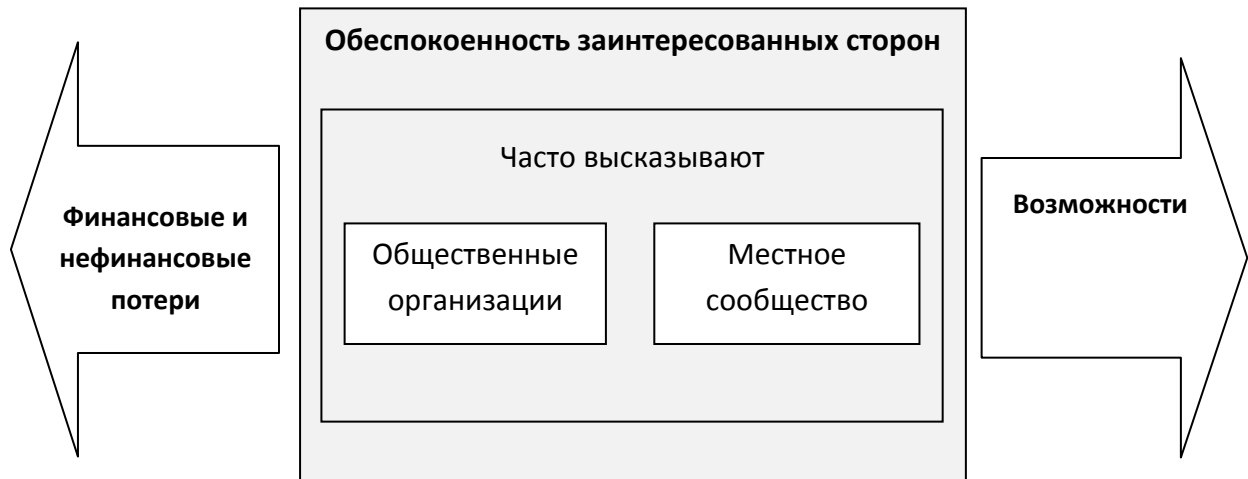 Обеспокоенность заинтересованных сторон
Часто высказывают
Финансовые и
нефинансовые
потери
Общественные
организации
Местное
сообщество
Возможности